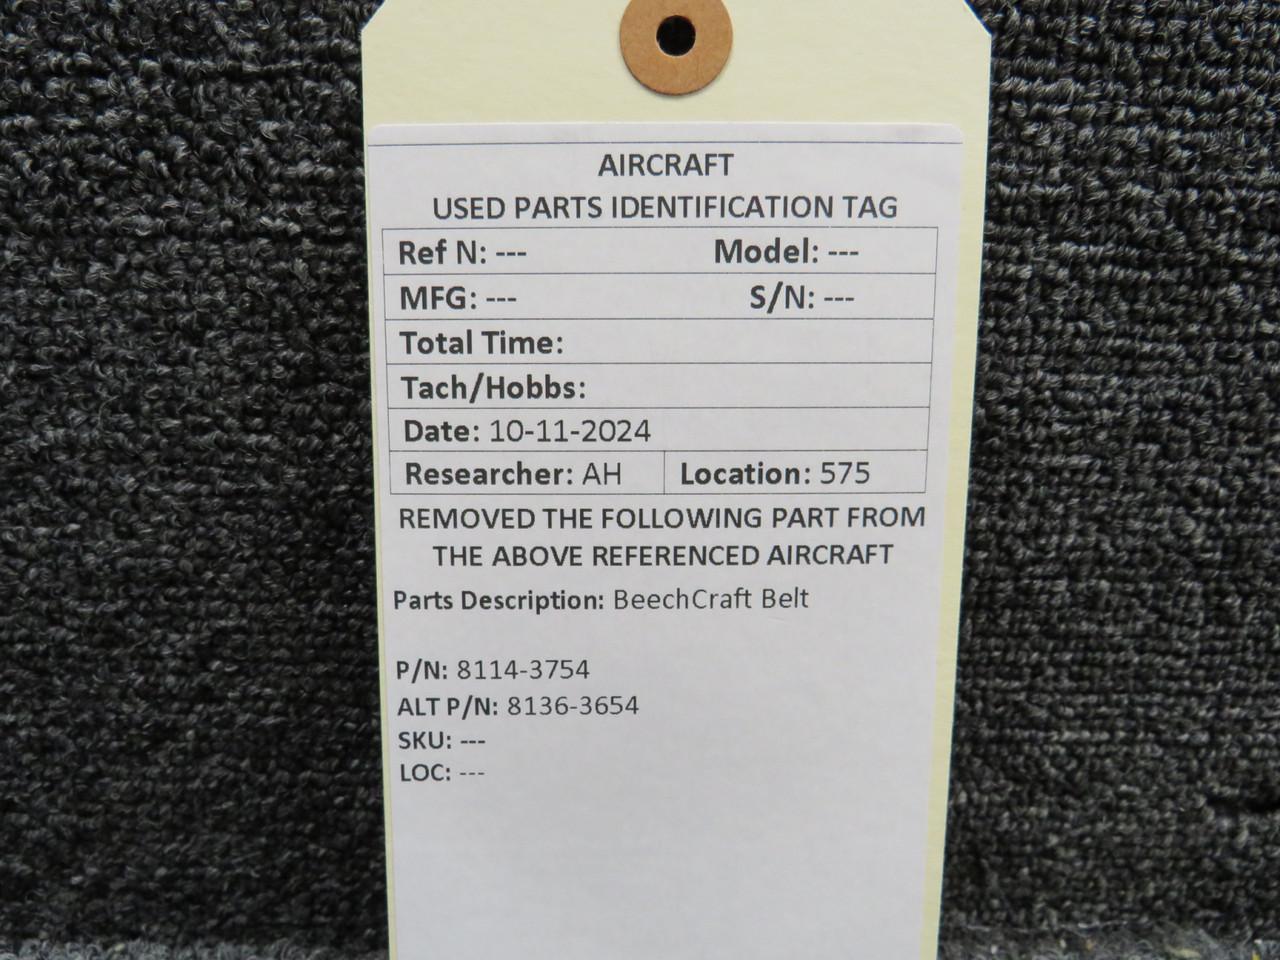 AIRCRAFT
USED PARTS IDENTIFICATION TAG
Ref N: --- Model: ---
MFG: --- S/N: ---
Total Time:
Tach/Hobbs:
Date: 10-11-2024
Researcher: AH Location: 575
REMOVED THE FOLLOWING PART FROM
THE ABOVE REFERENCED AIRCRAFT
Parts Description: BeechCraft Belt
P/N: 8114-3754
ALT P/N: 8136-3654
SKU: ---
LOC: ---